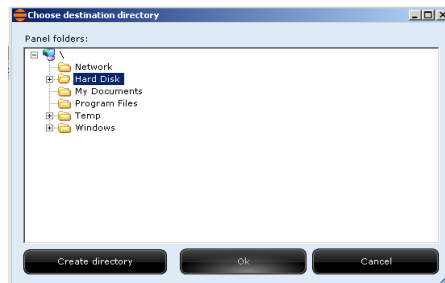 Choose destination directory
Panel folders:
\
Network
Hard Disk
My Documents
Program Files
Temp
Windows
Create directory
Ok
Cancel